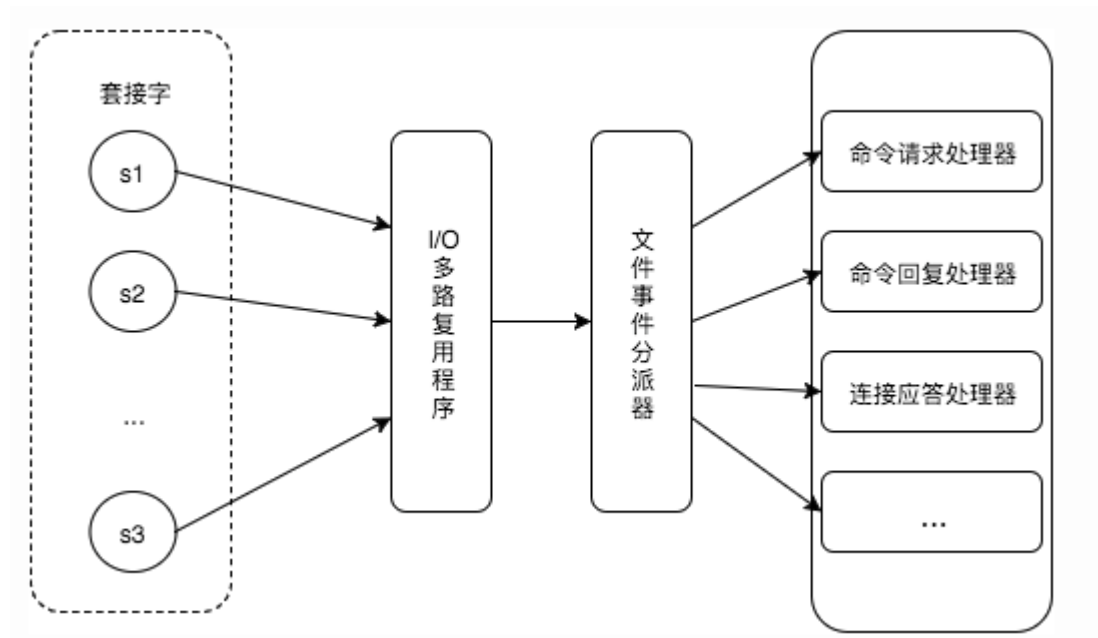 套接字
s1
s2
...
s3
I/O
多
路
复
用
程
序
文
件
事
件
分
派
器
命令请求处理器
命令回复处理器
连接应答处理器
...